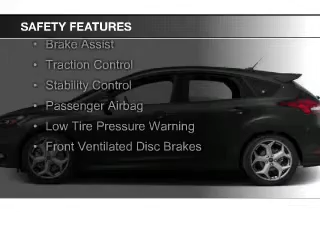 SAFETY FEATURES
• Brake Assist
• Traction Control
• Stability Control
• Passenger Airbag
• Low Tire Pressure Warning
• Front Ventilated Disc Brakes